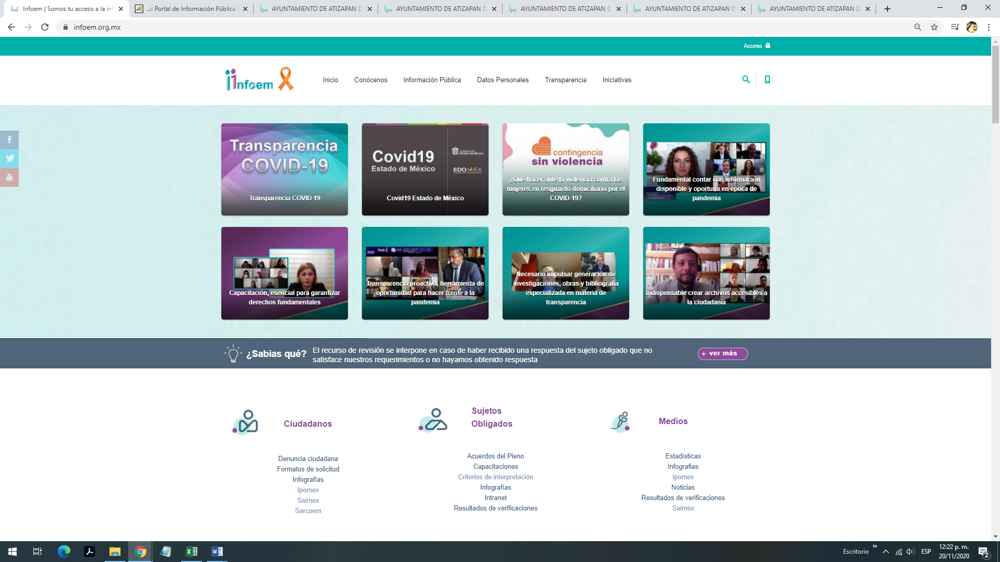 Infoem | Somos tu acceso a la inf
..:: Portal de Información Pública
AYUNTAMIENTO DE ATIZAPAN D
AYUNTAMIENTO DE ATIZAPAN D
AYUNTAMIENTO DE ATIZAPAN D
AYUNTAMIENTO DE ATIZAPAN D
AYUNTAMIENTO DE ATIZAPAN D
infoem.org.mx
Acceso
infoem
Inicio
Conócenos
Información Pública
Datos Personales
Transparencia
Iniciativas
Transparencia
COVID-19
Transparencia COVID-19
Covid19
Estado de México
GOBIERNO DEL
ESTADO DE MÉXICO
EDOMÉX
Covid19 Estado de México
contingencia
sin violencia
¿Qué hacer ante la violencia contra las
mujeres en resguardo domiciliario por el
COVID-19?
Fundamental contar con información
disponible y oportuna en época de
pandemia
Capacitación, esencial para garantizar
derechos fundamentales
inai
Transparencia proactiva, herramienta de
oportunidad para hacer frente a la
pandemia
Necesario impulsar generación de
investigaciones, obras y bibliografía
especializada en materia de
transparencia
Indispensable crear archivos accesibles a
la ciudadanía
¿Sabias qué?
El recurso de revisión se interpone en caso de haber recibido una respuesta del sujeto obligado que no
satisface nuestros requerimientos o no hayamos obtenido respuesta
+ ver más
Ciudadanos
Denuncia ciudadana
Formatos de solicitud
Infografías
Ipomex
Saimex
Sarcoem
Sujetos
Obligados
Acuerdos del Pleno
Capacitaciones
Criterios de interpretación
Infografías
Intranet
Resultados de verificaciones
Medios
Estadísticas
Infografias
Ipomex
Noticias
Resultados de verificaciones
Saimex
Escritorio
ESP
12:22 p. m.
20/11/2020
2